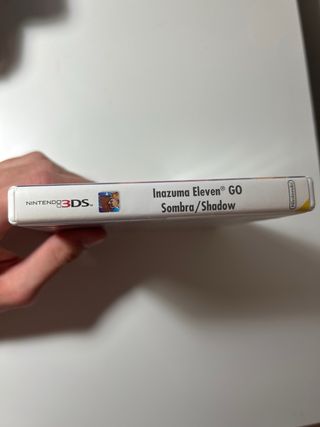 NINTENDO 3DS
Inazuma Eleven® GO
Sombra/Shadow
Nintendo